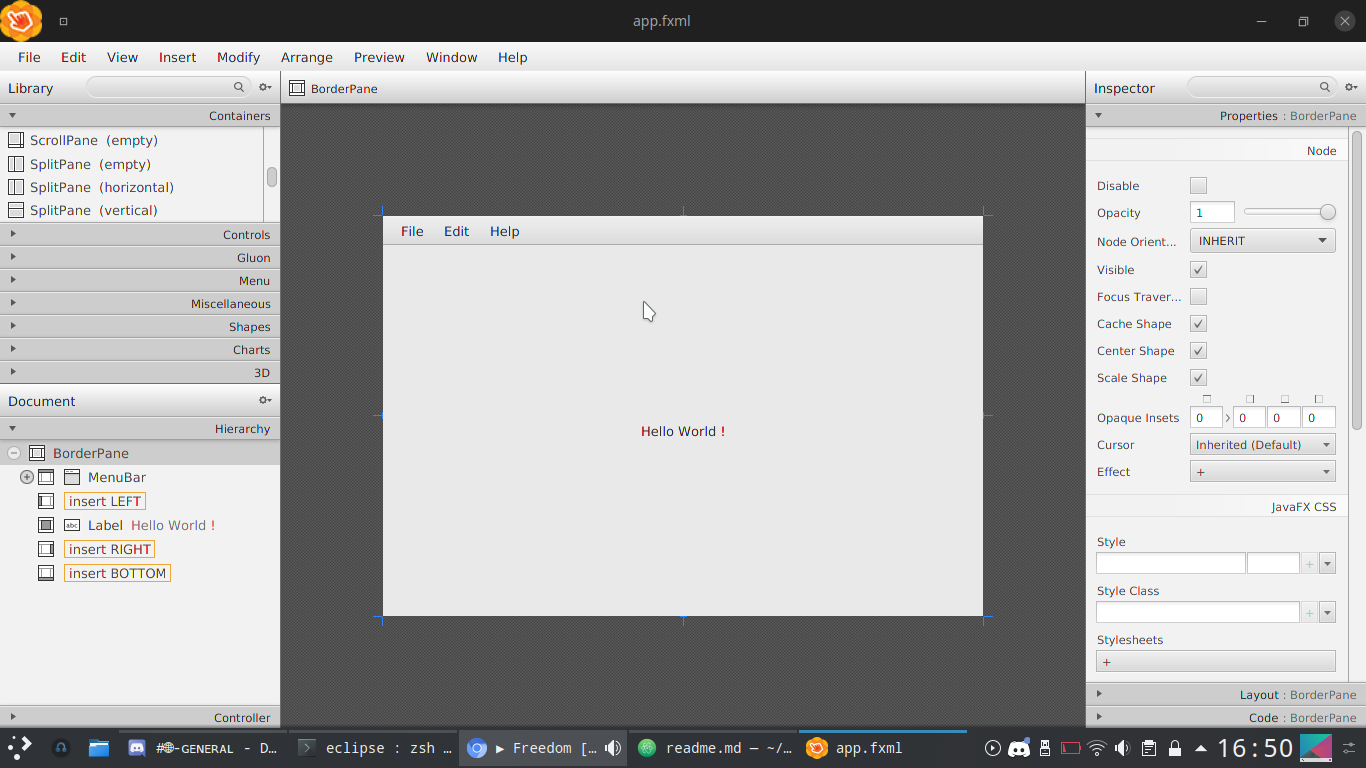 app.fxml
File Edit View Insert Modify Arrange Preview Window Help
Library
BorderPane
Inspector
Containers
Properties : BorderPane
ScrollPane (empty)
SplitPane (empty)
SplitPane (horizontal)
SplitPane (vertical)
Controls
Gluon
Menu
Miscellaneous
Shapes
Charts
3D
Document
Hierarchy
BorderPane
MenuBar
insert LEFT
abc Label Hello World !
insert RIGHT
insert BOTTOM
Controller
File Edit Help
Hello World !
Node
Disable
Opacity 1
Node Orient... INHERIT
Visible
Focus Traver...
Cache Shape
Center Shape
Scale Shape
Opaque Insets 0 0 0 0
Cursor Inherited (Default)
Effect +
JavaFX CSS
Style
+
Style Class
+
Stylesheets
+
Layout : BorderPane
Code : BorderPane
#🌐-GENERAL - D...
eclipse : zsh ...
▶ Freedom [...
readme.md — ~/...
app.fxml
16:50